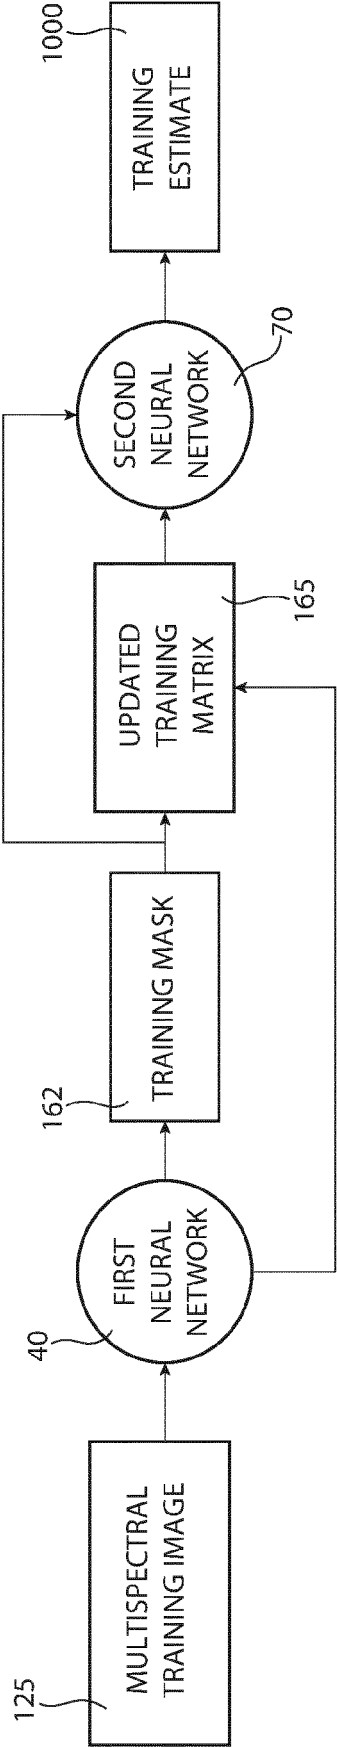 125
MULTISPECTRAL
TRAINING IMAGE
40
FIRST
NEURAL
NETWORK
162
TRAINING MASK
UPDATED
TRAINING
MATRIX
165
SECOND
NEURAL
NETWORK
70
1000
TRAINING
ESTIMATE